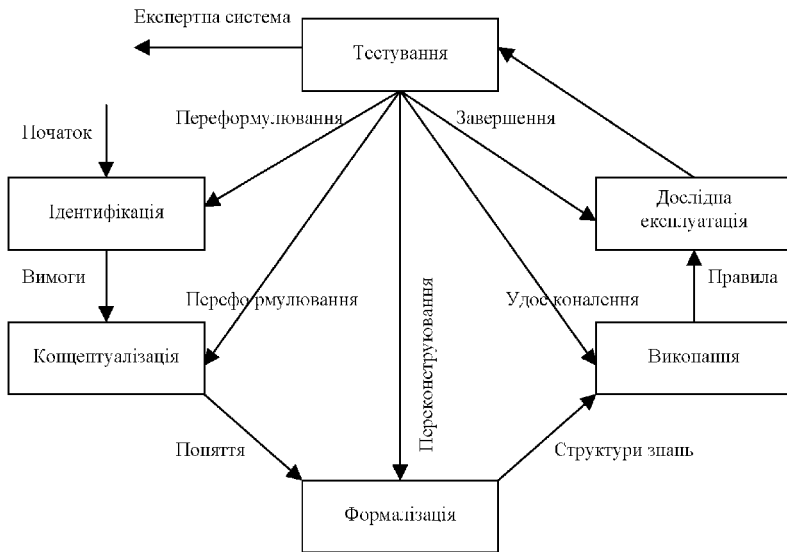 Експертна система
Тестування
Початок
Переформулювання
Завершення
Ідентифікація
Дослідна
експлуатація
Вимоги
Переформулювання
Удосконалення
Правила
Концептуалізація
Переконструювання
Виконання
Поняття
Структури знань
Формалізація